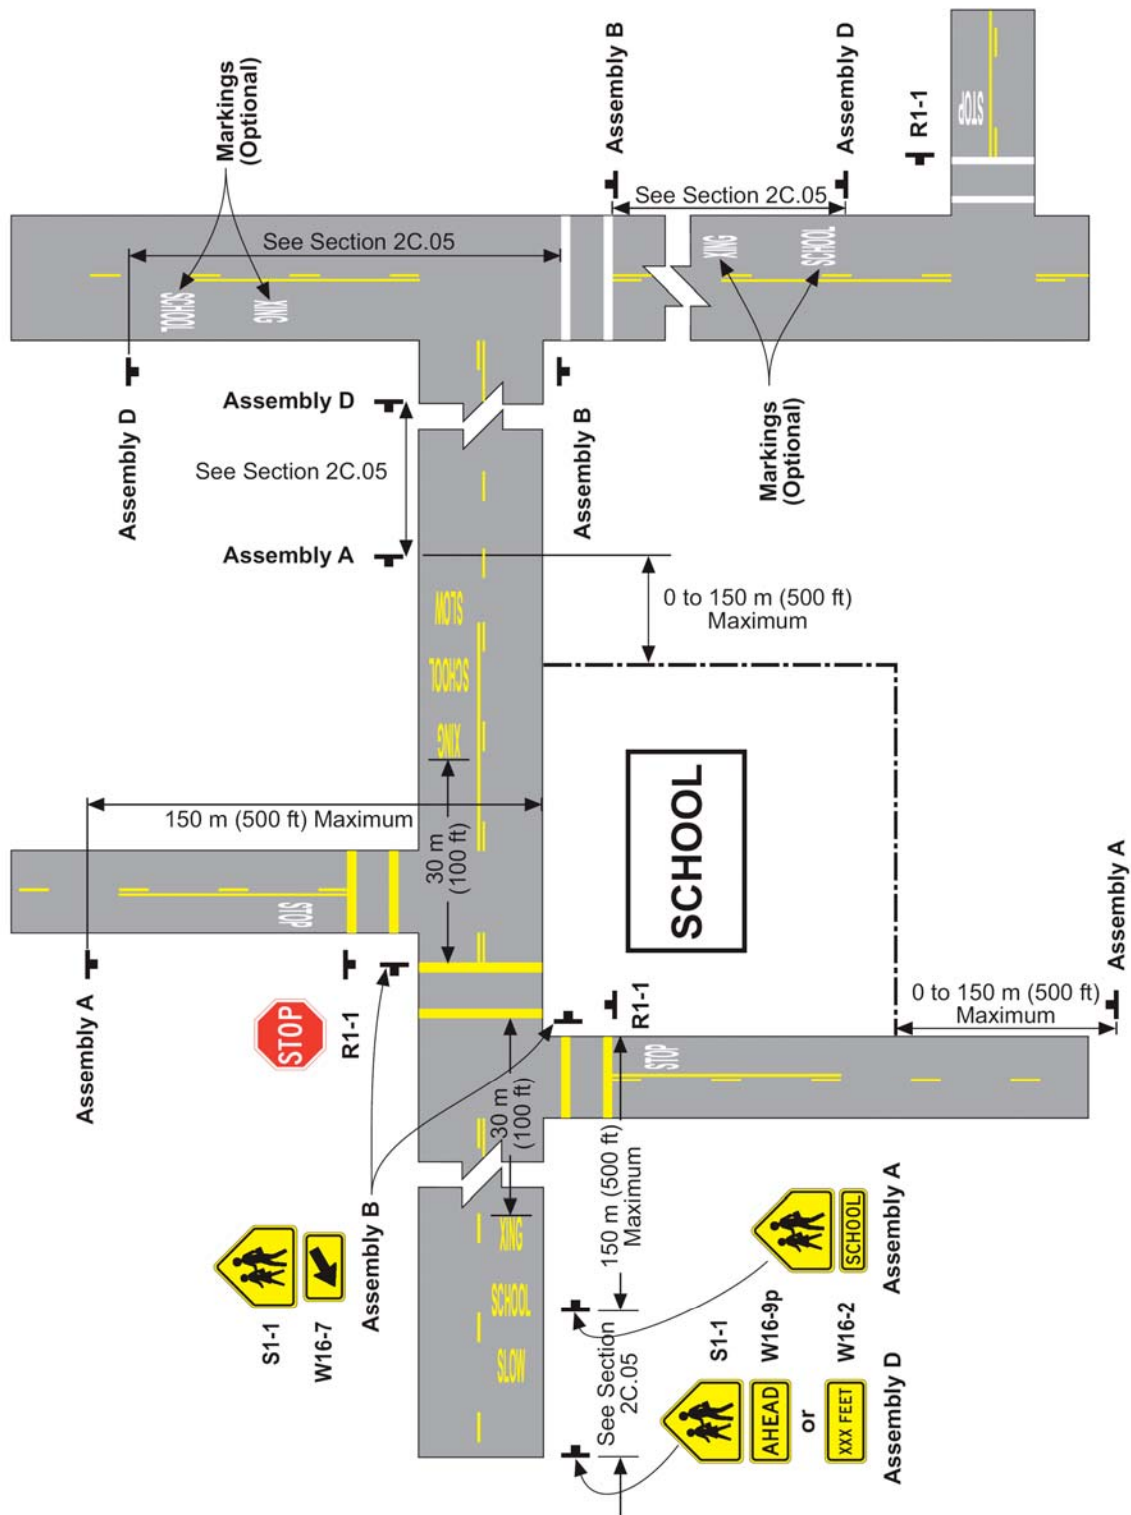 Markings
(Optional)
Assembly B
Assembly D
R1-1
STOP
See Section 2C.05
See Section 2C.05
XING
SCHOOL
SCHOOL
XING
Assembly D
Assembly D
See Section 2C.05
Assembly A
Assembly B
Markings
(Optional)
0 to 150 m (500 ft)
Maximum
SLOW
SCHOOL
XING
150 m (500 ft) Maximum
30 m
(100 ft)
SCHOOL
STOP
Assembly A
STOP
R1-1
R1-1
STOP
0 to 150 m (500 ft)
Maximum
Assembly A
30 m
(100 ft)
150 m (500 ft)
Maximum
Assembly B
S1-1
W16-7
XING
SCHOOL
SLOW
See Section
2C.05
SCHOOL
Assembly A
S1-1
W16-9p
W16-2
AHEAD
or
XXX FEET
Assembly D